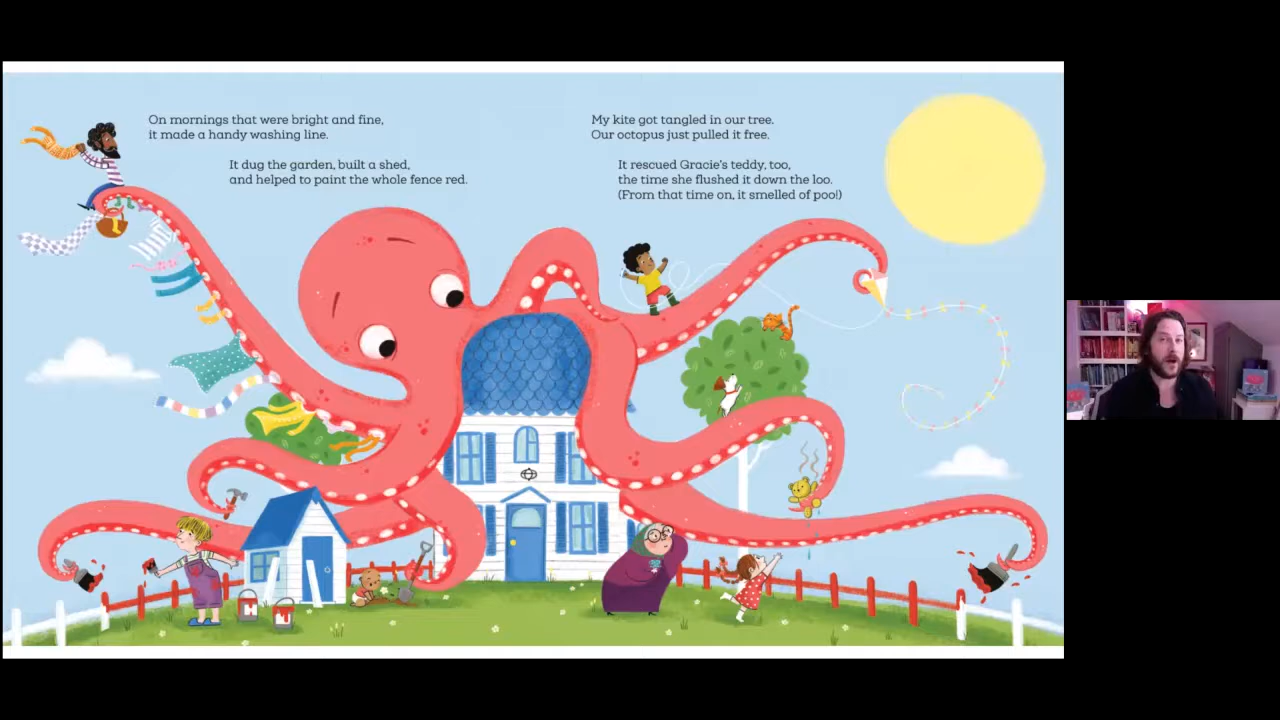 On mornings that were bright and fine,
it made a handy washing line.
It dug the garden, built a shed,
and helped to paint the whole fence red.
My kite got tangled in our tree.
Our octopus just pulled it free.
It rescued Gracie's teddy, too,
the time she flushed it down the loo.
(From that time on, it smelled of poo!)